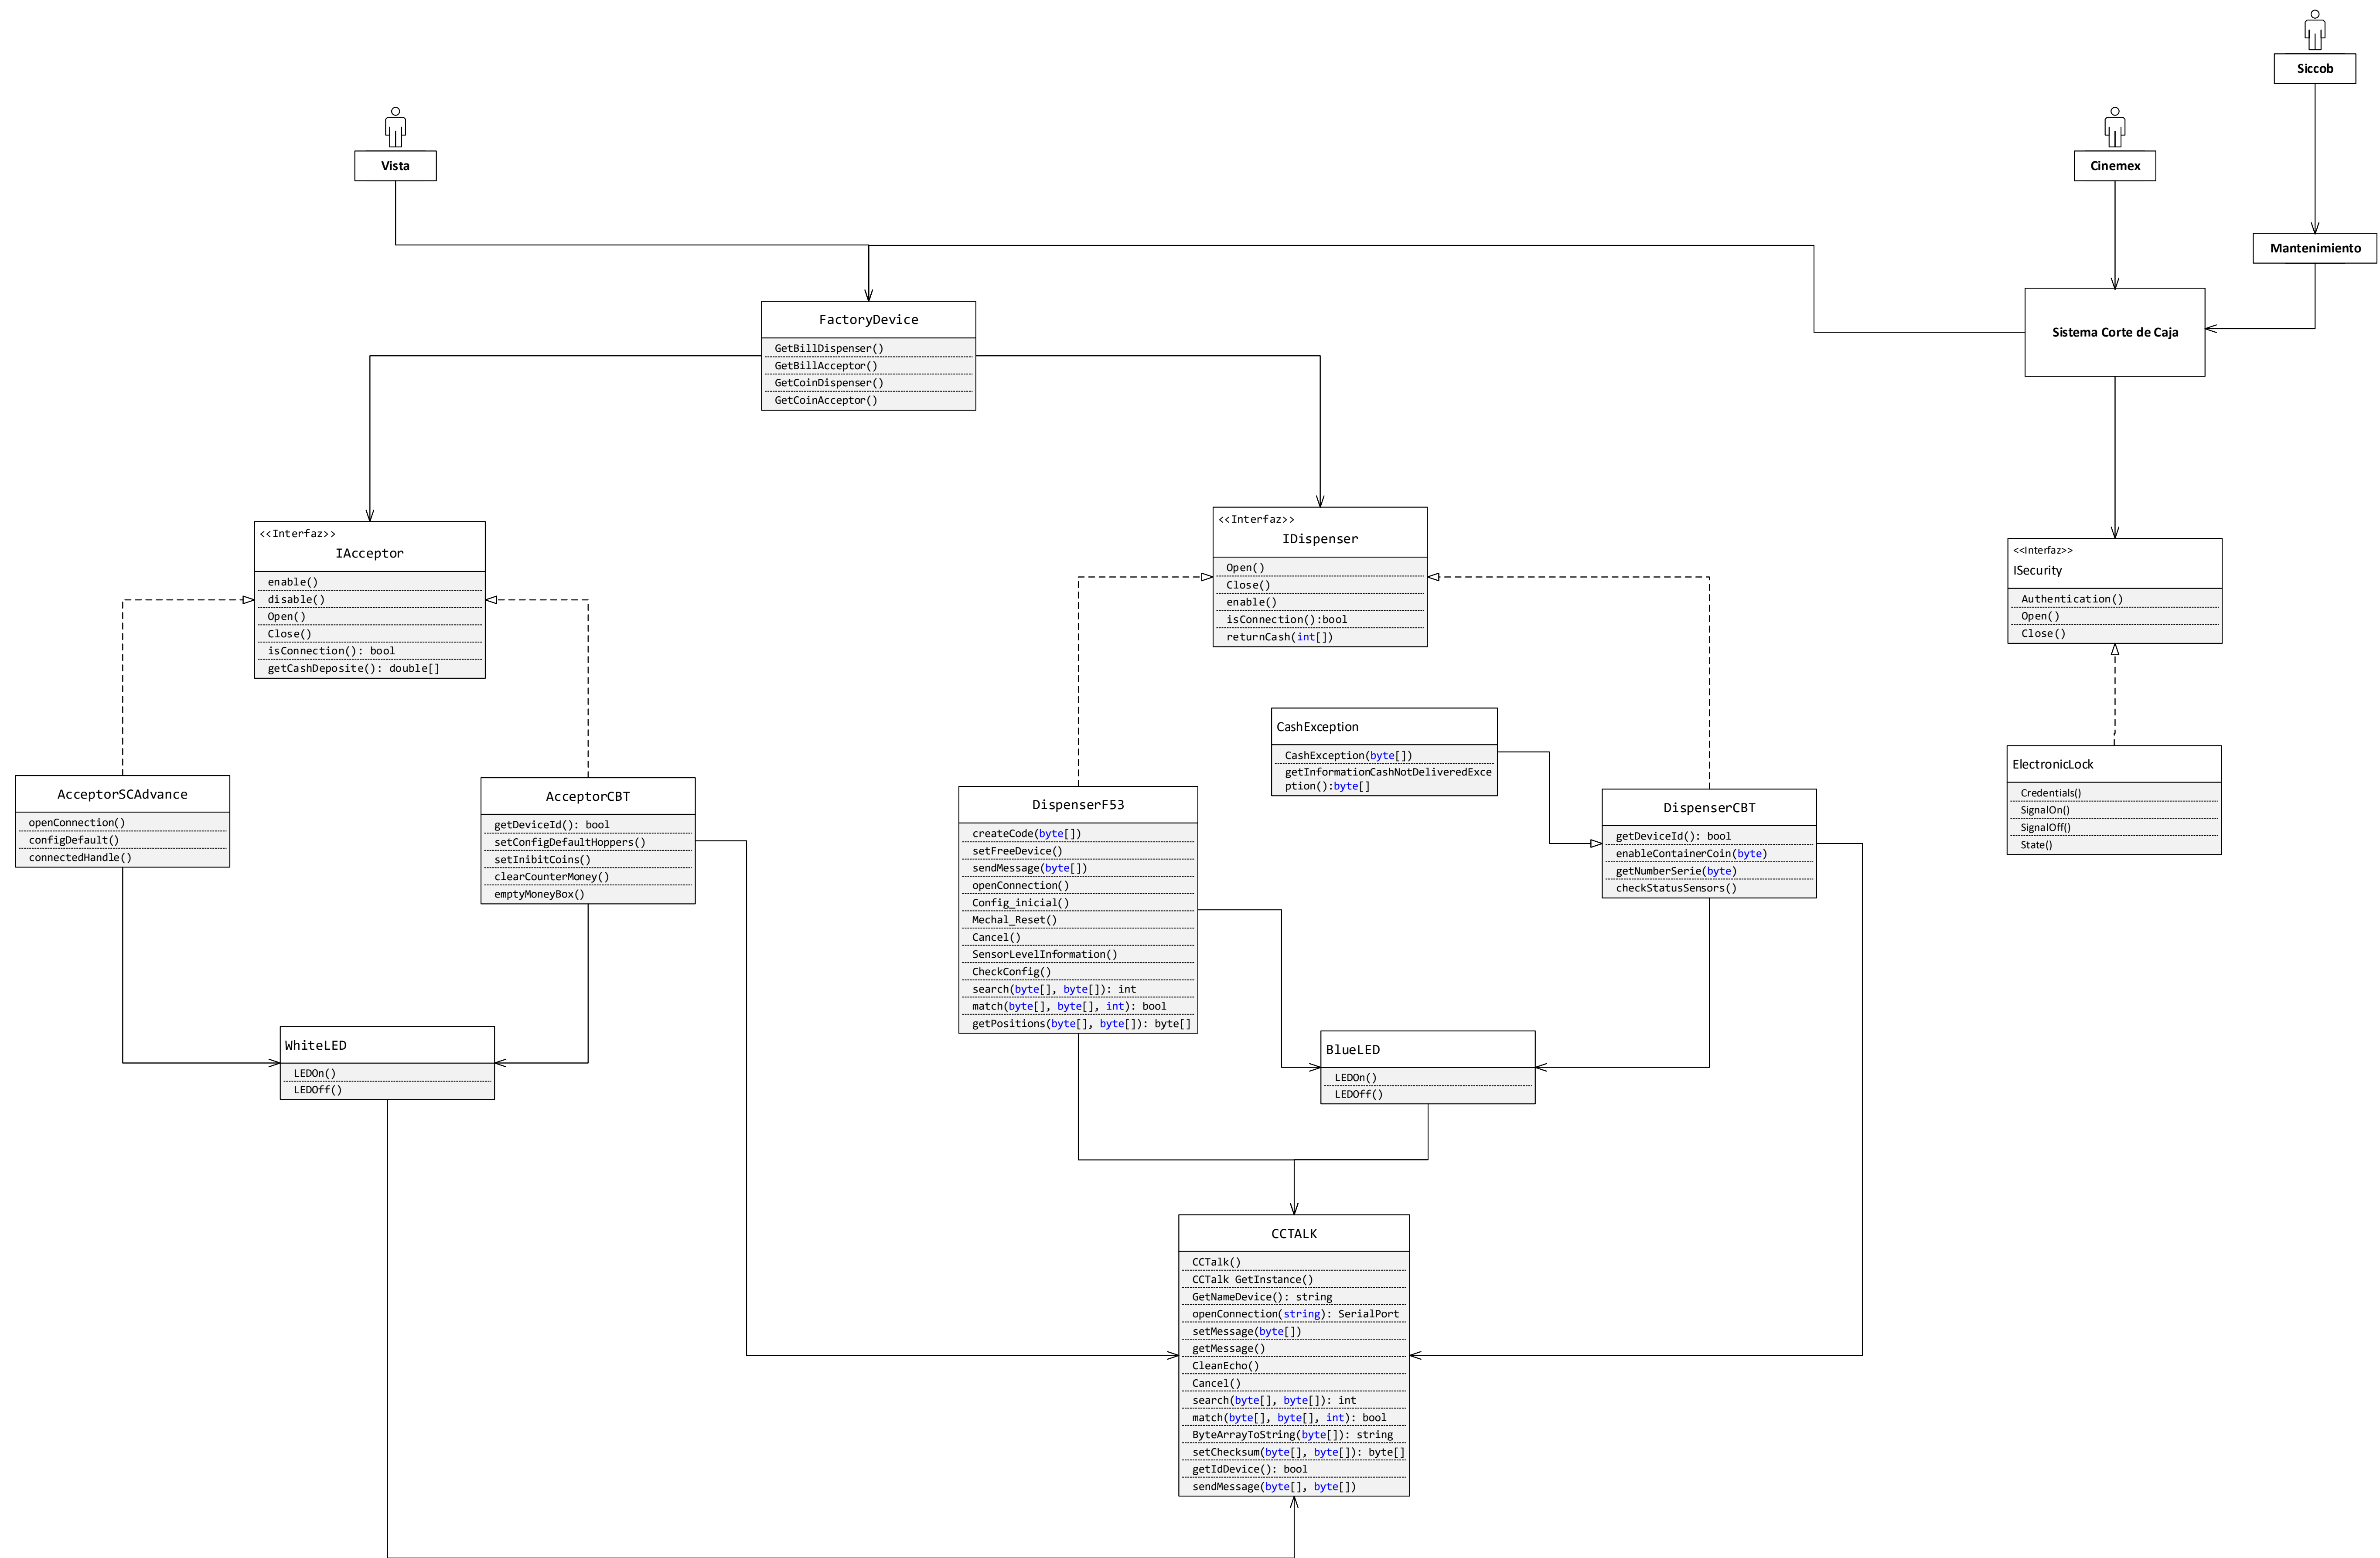 Siccob
Vista
Cinemex
Mantenimiento
Sistema Corte de Caja
FactoryDevice
GetBillDispenser()
GetBillAcceptor()
GetCoinDispenser()
GetCoinAcceptor()
<<Interfaz>>
IAcceptor
enable()
disable()
Open()
Close()
isConnection(): bool
getCashDeposite(): double[]
<<Interfaz>>
IDispenser
Open()
Close()
enable()
isConnection():bool
returnCash(int[])
<<Interfaz>>
ISecurity
Authentication()
Open()
Close()
CashException
CashException(byte[])
getInformationCashNotDeliveredExce
ption():byte[]
ElectronicLock
Credentials()
SignalOn()
SignalOff()
State()
AcceptorSCAdvance
openConnection()
configDefault()
connectedHandle()
AcceptorCBT
getDeviceId(): bool
setConfigDefaultHoppers()
setInibitCoins()
clearCounterMoney()
emptyMoneyBox()
DispenserF53
createCode(byte[])
setFreeDevice()
sendMessage(byte[])
openConnection()
Config_inicial()
Mechal_Reset()
Cancel()
SensorLevelInformation()
CheckConfig()
search(byte[], byte[]): int
match(byte[], byte[], int): bool
getPositions(byte[], byte[]): byte[]
DispenserCBT
getDeviceId(): bool
enableContainerCoin(byte)
getNumberSerie(byte)
checkStatusSensors()
WhiteLED
LEDOn()
LEDOff()
BlueLED
LEDOn()
LEDOff()
CCTALK
CCTalk()
CCTalk GetInstance()
GetNameDevice(): string
openConnection(string): SerialPort
setMessage(byte[])
getMessage()
CleanEcho()
Cancel()
search(byte[], byte[]): int
match(byte[], byte[], int): bool
ByteArrayToString(byte[]): string
setChecksum(byte[], byte[]): byte[]
getIdDevice(): bool
sendMessage(byte[], byte[])